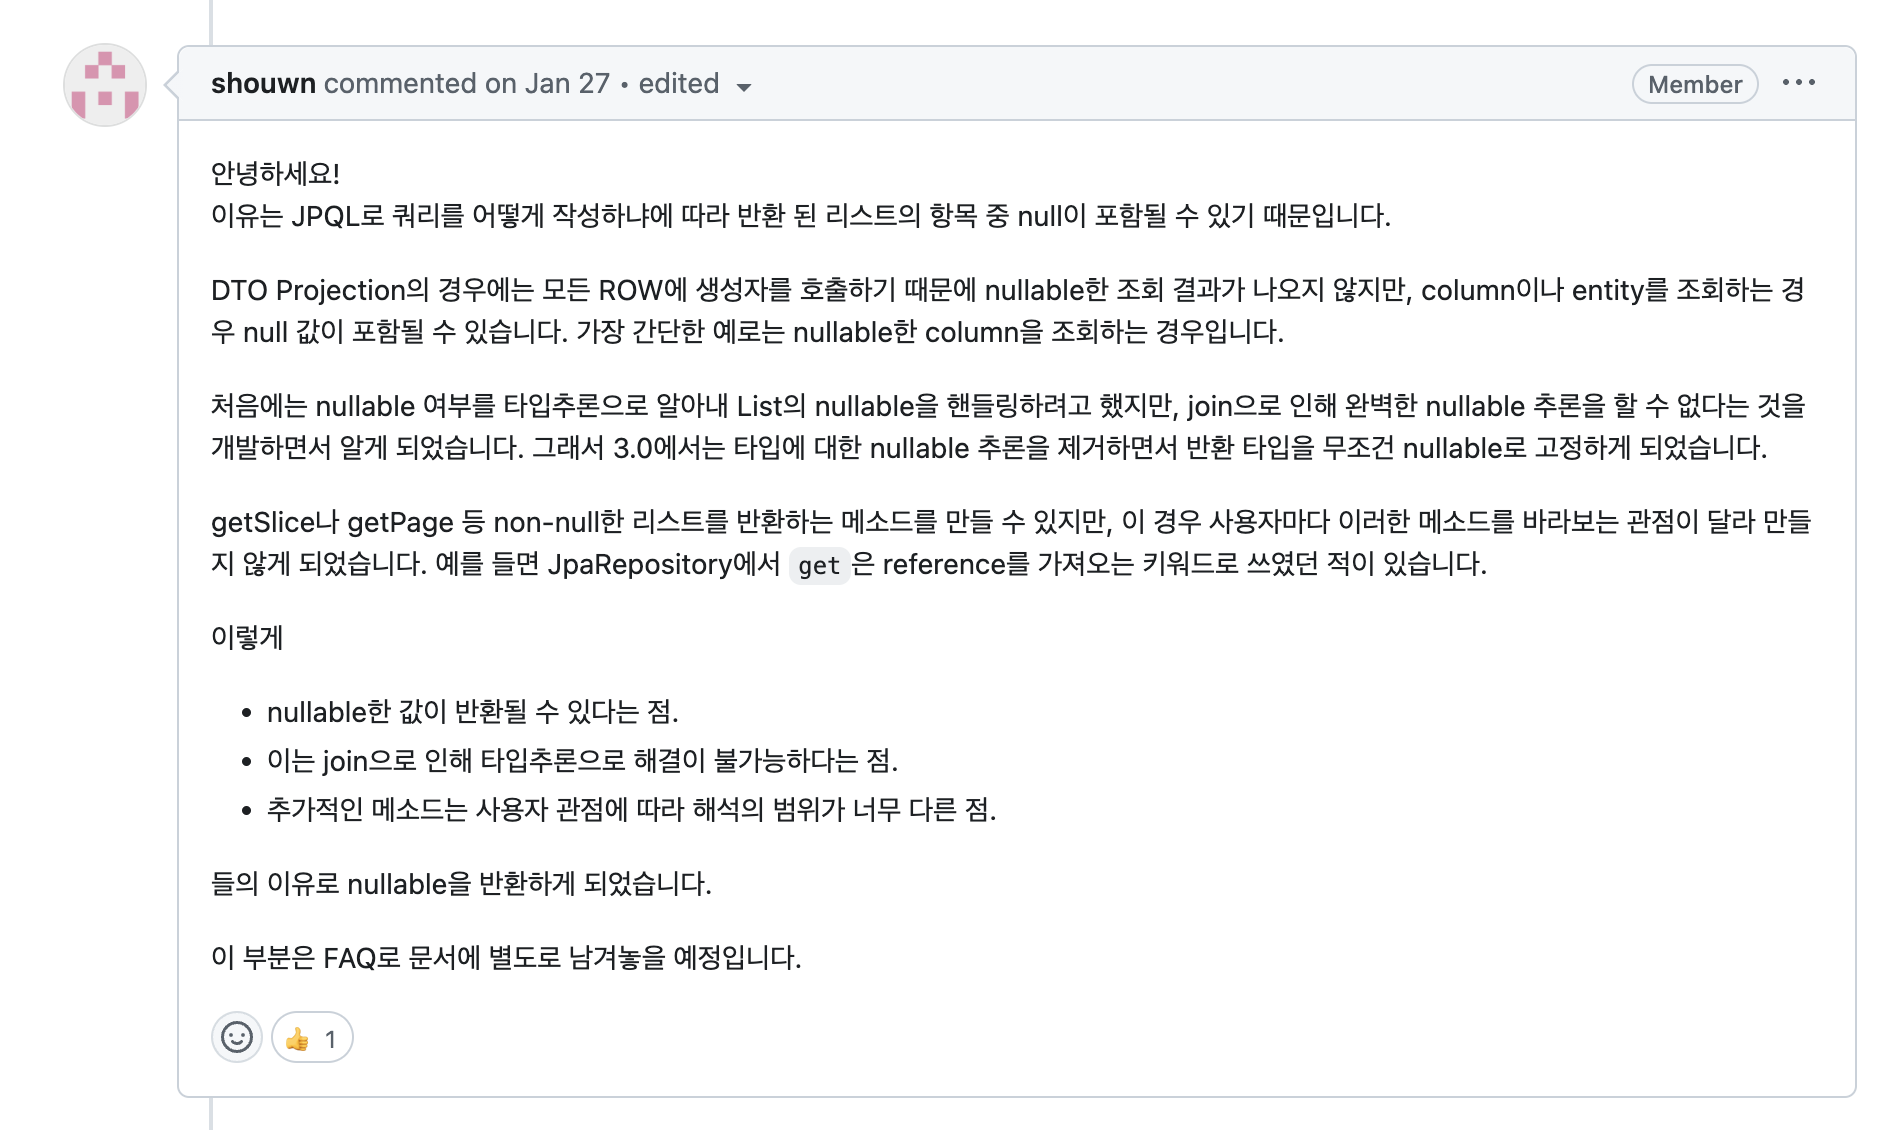 shouwn commented on Jan 27 • edited
Member
안녕하세요!
이유는 JPQL로 쿼리를 어떻게 작성하냐에 따라 반환 된 리스트의 항목 중 null이 포함될 수 있기 때문입니다.
DTO Projection의 경우에는 모든 ROW에 생성자를 호출하기 때문에 nullable한 조회 결과가 나오지 않지만, column이나 entity를 조회하는 경
우 null 값이 포함될 수 있습니다. 가장 간단한 예로는 nullable한 column을 조회하는 경우입니다.
처음에는 nullable 여부를 타입추론으로 알아내 List의 nullable을 핸들링하려고 했지만, join으로 인해 완벽한 nullable 추론을 할 수 없다는 것을
개발하면서 알게 되었습니다. 그래서 3.0에서는 타입에 대한 nullable 추론을 제거하면서 반환 타입을 무조건 nullable로 고정하게 되었습니다.
getSlice나 getPage 등 non-null한 리스트를 반환하는 메소드를 만들 수 있지만, 이 경우 사용자마다 이러한 메소드를 바라보는 관점이 달라 만들
지 않게 되었습니다. 예를 들면 JpaRepository에서 get은 reference를 가져오는 키워드로 쓰였던 적이 있습니다.
이렇게
• nullable한 값이 반환될 수 있다는 점.
• 이는 join으로 인해 타입추론으로 해결이 불가능하다는 점.
• 추가적인 메소드는 사용자 관점에 따라 해석의 범위가 너무 다른 점.
들의 이유로 nullable을 반환하게 되었습니다.
이 부분은 FAQ로 문서에 별도로 남겨놓을 예정입니다.
👍 1